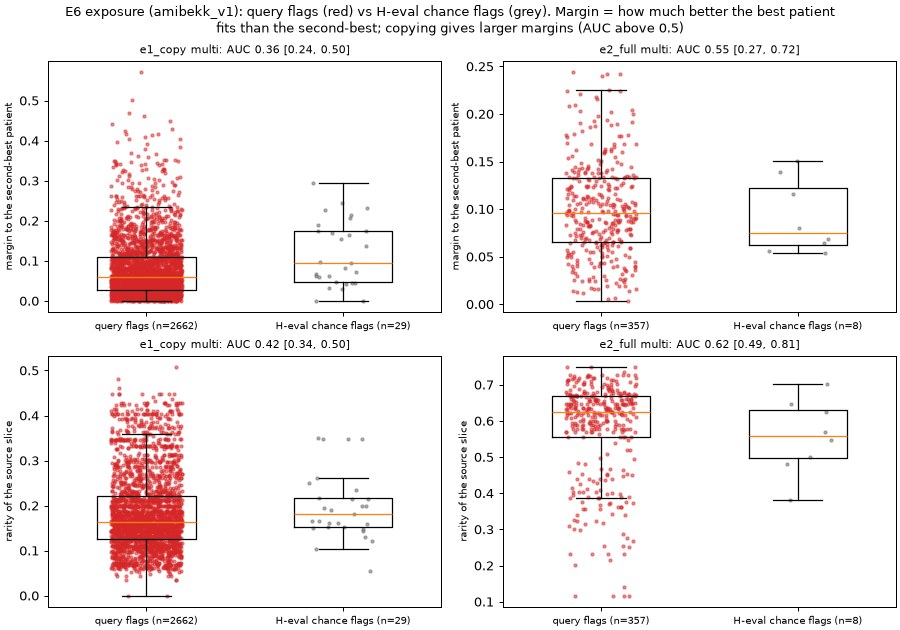 E6 exposure (amibekk_v1): query flags (red) vs H-eval chance flags (grey). Margin = how much better the best patient
fits than the second-best; copying gives larger margins (AUC above 0.5)
e1_copy multi: AUC 0.36 [0.24, 0.50]
margin to the second-best patient
0.5
0.4
0.3
0.2
0.1
0.0
query flags (n=2662)
H-eval chance flags (n=29)
e2_full multi: AUC 0.55 [0.27, 0.72]
margin to the second-best patient
0.25
0.20
0.15
0.10
0.05
0.00
query flags (n=357)
H-eval chance flags (n=8)
e1_copy multi: AUC 0.42 [0.34, 0.50]
rarity of the source slice
0.5
0.4
0.3
0.2
0.1
0.0
query flags (n=2662)
H-eval chance flags (n=29)
e2_full multi: AUC 0.62 [0.49, 0.81]
rarity of the source slice
0.7
0.6
0.5
0.4
0.3
0.2
0.1
query flags (n=357)
H-eval chance flags (n=8)